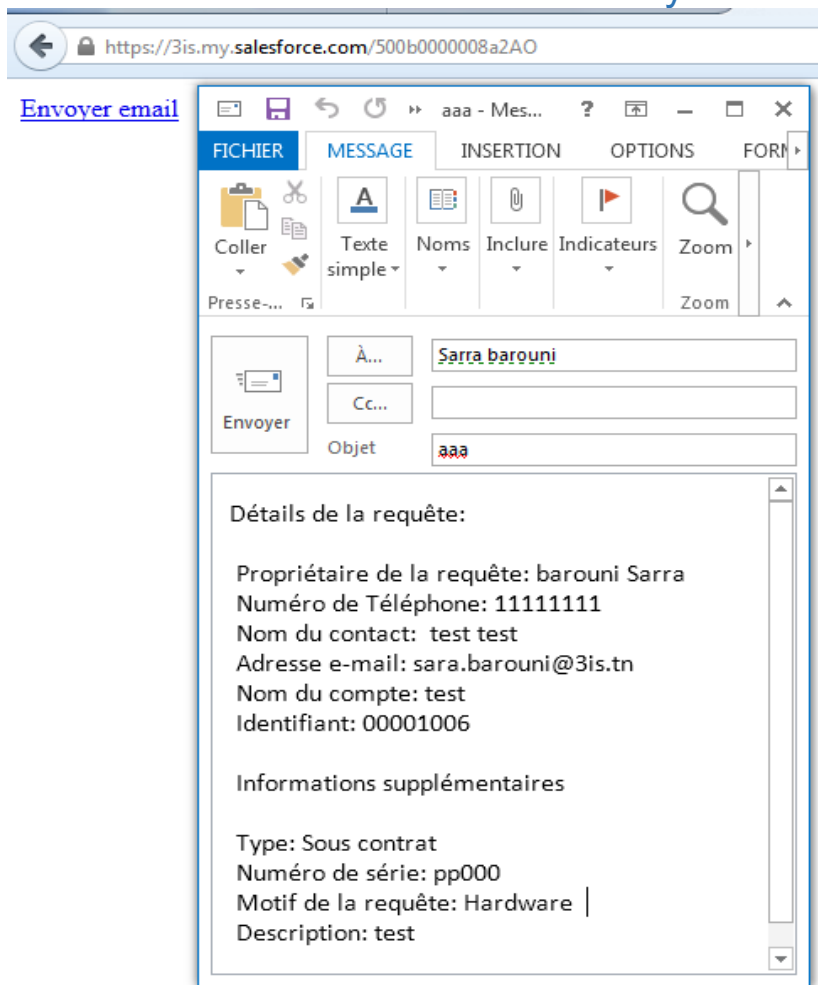 https://3is.my.salesforce.com/500b0000008a2AO
Envoyer email
aaa - Mes... ?
FICHIER MESSAGE INSERTION OPTIONS
Coller
Texte simple
Noms
Inclure
Indicateurs
Zoom
Presse-...
Zoom
Envoyer
À... Sarra barouni
Cc...
Objet aaa
Détails de la requête:
Propriétaire de la requête: barouni Sarra
Numéro de Téléphone: 11111111
Nom du contact: test test
Adresse e-mail: sara.barouni@3is.tn
Nom du compte: test
Identifiant: 00001006
Informations supplémentaires
Type: Sous contrat
Numéro de série: pp000
Motif de la requête: Hardware
Description: test